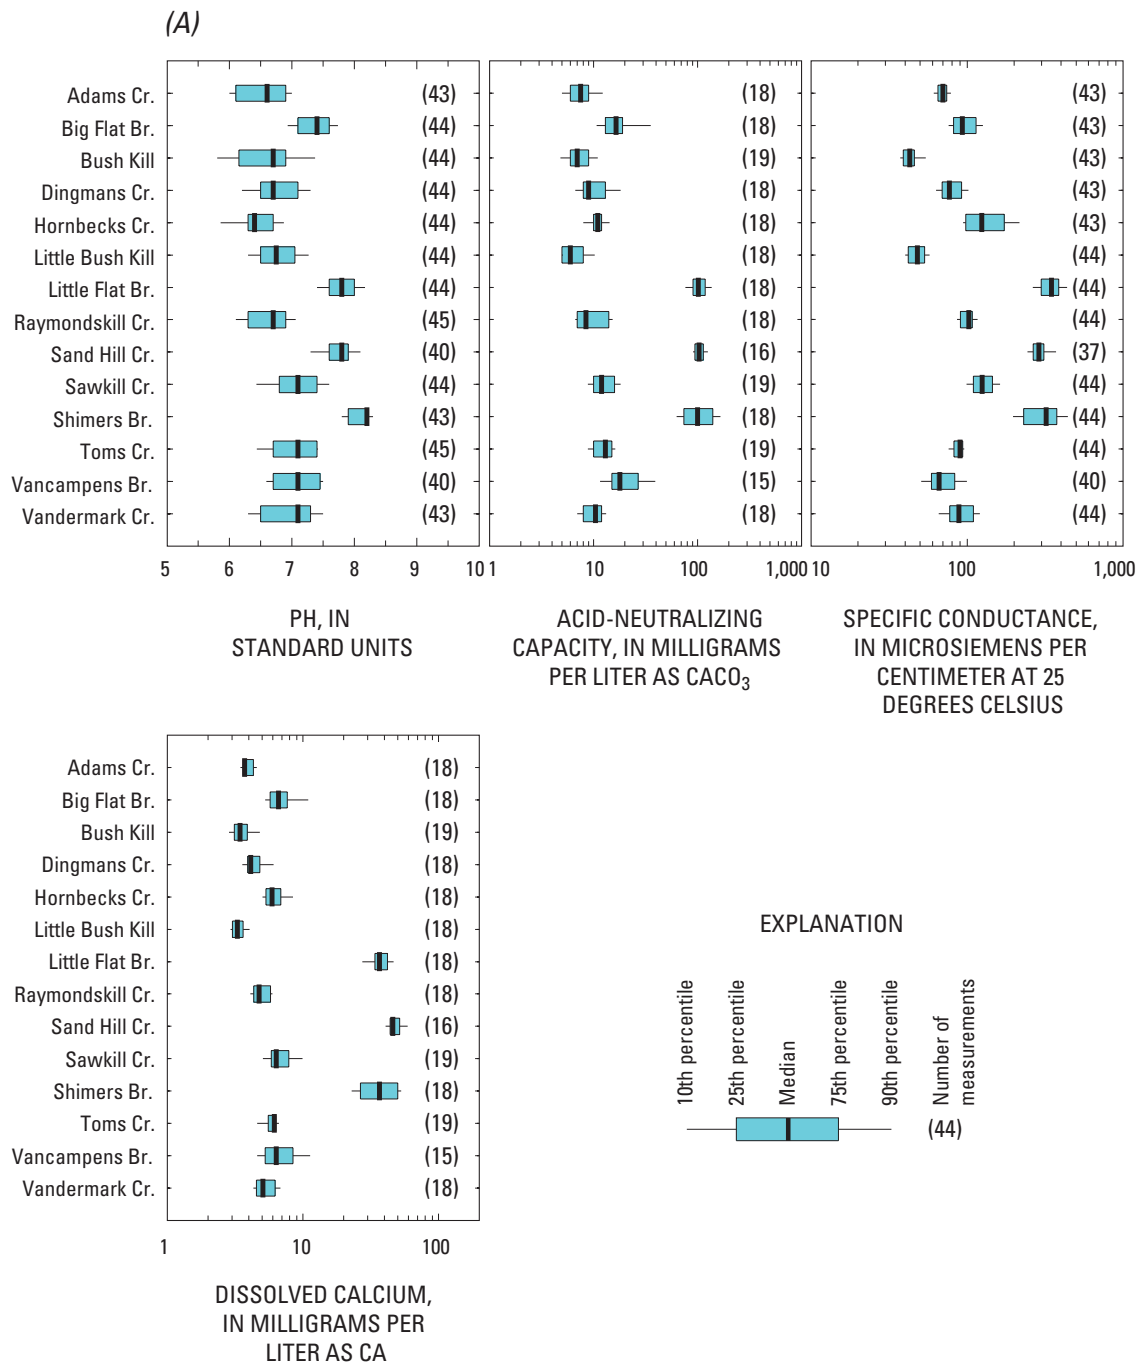 (A)
Adams Cr. (43) (18) (43)
Big Flat Br. (44) (18) (43)
Bush Kill (44) (19) (43)
Dingmans Cr. (44) (18) (43)
Hornbecks Cr. (44) (18) (43)
Little Bush Kill (44) (18) (44)
Little Flat Br. (44) (18) (44)
Raymondskill Cr. (45) (18) (44)
Sand Hill Cr. (40) (16) (37)
Sawkill Cr. (44) (19) (44)
Shimers Br. (43) (18) (44)
Toms Cr. (45) (19) (44)
Vancampens Br. (40) (15) (40)
Vandermark Cr. (43) (18) (44)
5 6 7 8 9 10 1 10 100 1,000 10 100 1,000
PH, IN
STANDARD UNITS
ACID-NEUTRALIZING
CAPACITY, IN MILLIGRAMS
PER LITER AS CACO₃
SPECIFIC CONDUCTANCE,
IN MICROSIEMENS PER
CENTIMETER AT 25
DEGREES CELSIUS
Adams Cr. (18)
Big Flat Br. (18)
Bush Kill (19)
Dingmans Cr. (18)
Hornbecks Cr. (18)
Little Bush Kill (18)
Little Flat Br. (18)
Raymondskill Cr. (18)
Sand Hill Cr. (16)
Sawkill Cr. (19)
Shimers Br. (18)
Toms Cr. (19)
Vancampens Br. (15)
Vandermark Cr. (18)
1 10 100
DISSOLVED CALCIUM,
IN MILLIGRAMS PER
LITER AS CA
EXPLANATION
10th percentile
25th percentile
Median
75th percentile
90th percentile
Number of
measurements
(44)